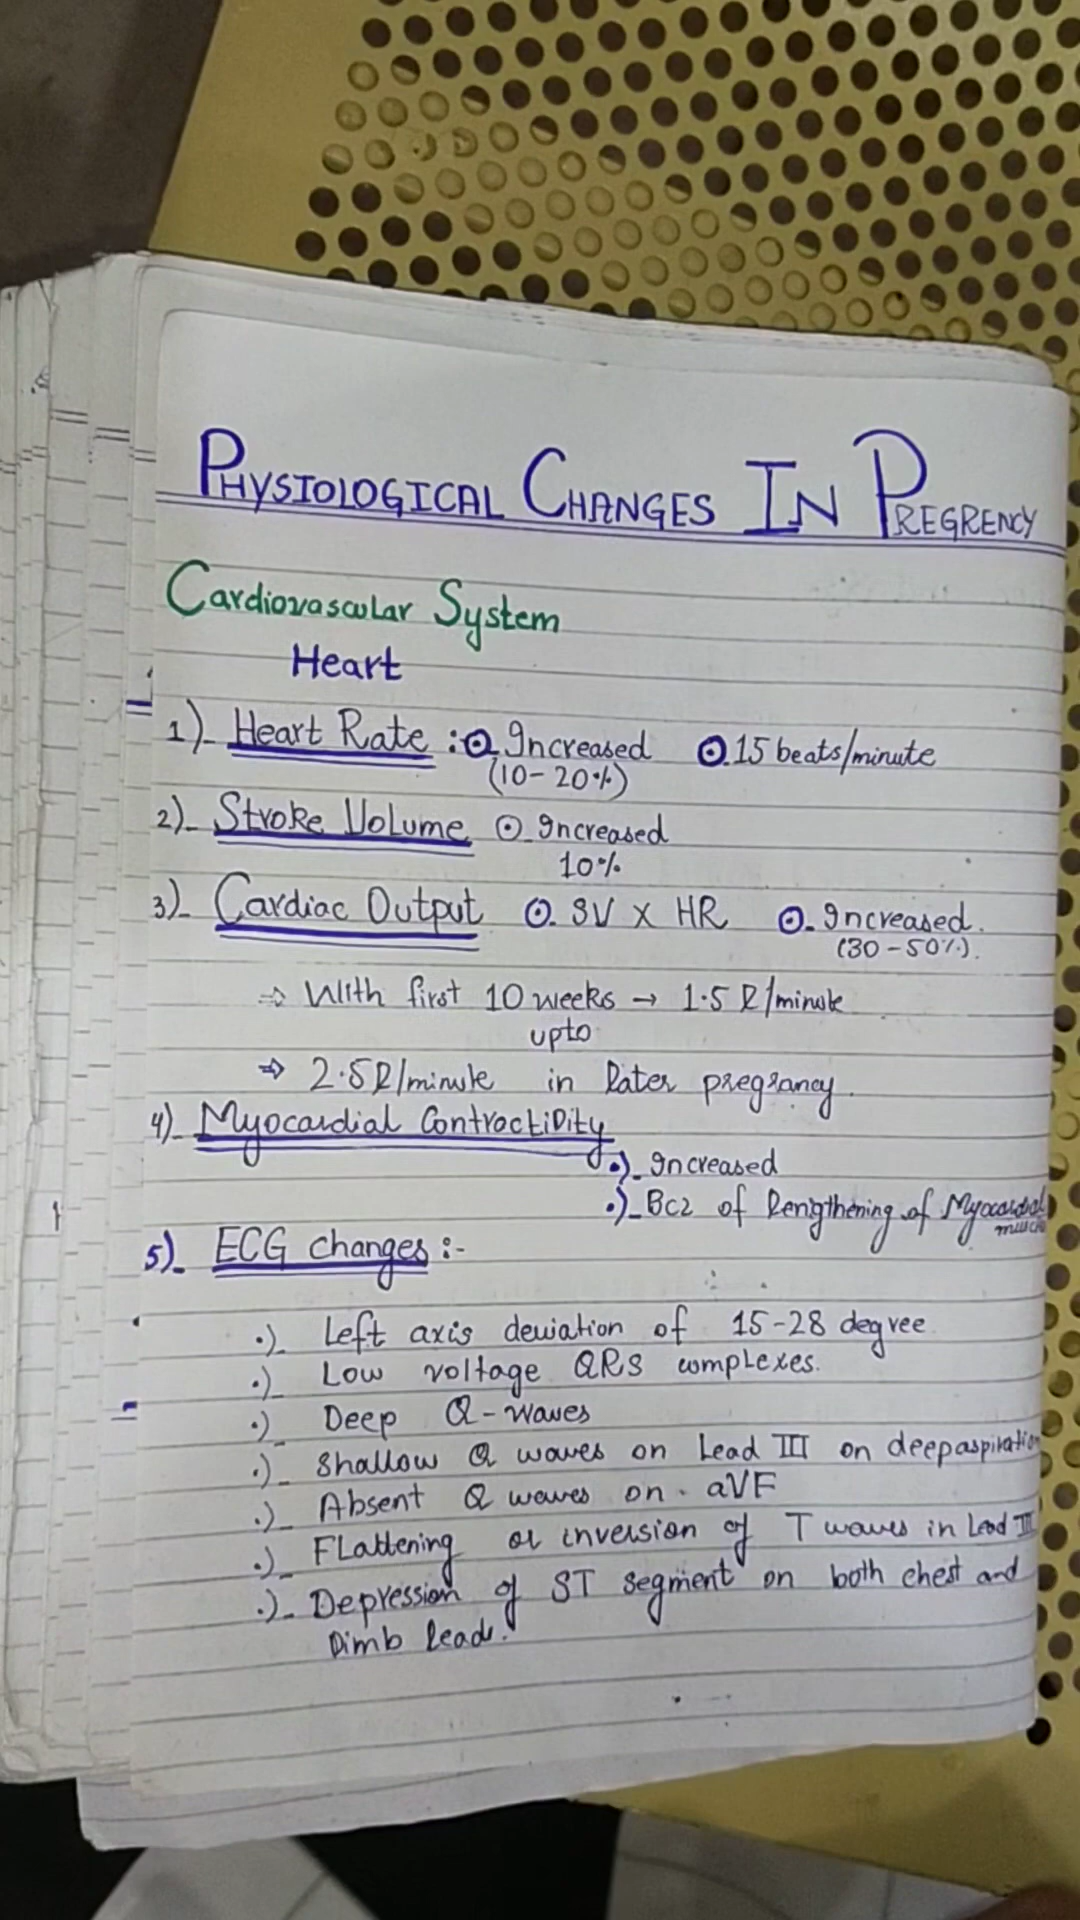 PHYSIOLOGICAL CHANGES IN PREGRENCY
Cardiovascular System
Heart
1)_ Heart Rate : ⊙ Increased ⊙ 15 beats/minute
(10-20%)
2)_ Stroke Volume ⊙ Increased
10%
3)_ Cardiac Output ⊙. SV X HR ⊙_ Increased.
(30-50%).
⇒ With first 10 weeks → 1.5 l/minute
upto
⇒ 2.5l/minute in later pregnancy
4)_ Myocardial Contractility
•)_ Increased
•)_ Bcz of lengthening of Myocardial
muscle
5)_ ECG changes :-
•)_ Left axis deviation of 15-28 degree
•)_ Low voltage QRS complexes.
•)_ Deep Q-waves
•)_ Shallow Q waves on Lead III on deepaspiration
•)_ Absent Q waves on aVF
•)_ Flattening or inversion of T waves in Lead III
•)_ Depression of ST segment on both chest and
limb leads.